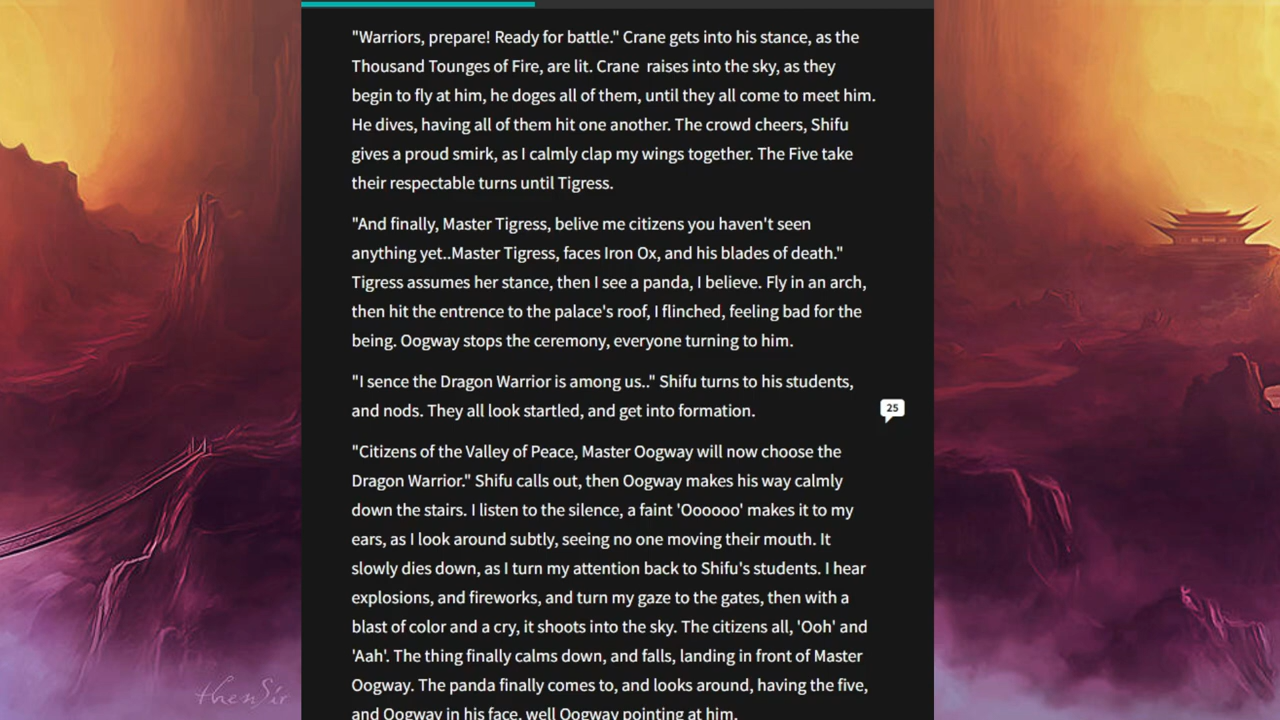 "Warriors, prepare! Ready for battle." Crane gets into his stance, as the
Thousand Tounges of Fire, are lit. Crane  raises into the sky, as they
begin to fly at him, he doges all of them, until they all come to meet him.
He dives, having all of them hit one another. The crowd cheers, Shifu
gives a proud smirk, as I calmly clap my wings together. The Five take
their respectable turns until Tigress.
"And finally, Master Tigress, belive me citizens you haven't seen
anything yet..Master Tigress, faces Iron Ox, and his blades of death."
Tigress assumes her stance, then I see a panda, I believe. Fly in an arch,
then hit the entrence to the palace's roof, I flinched, feeling bad for the
being. Oogway stops the ceremony, everyone turning to him.
"I sence the Dragon Warrior is among us.." Shifu turns to his students,
and nods. They all look startled, and get into formation.
25
"Citizens of the Valley of Peace, Master Oogway will now choose the
Dragon Warrior." Shifu calls out, then Oogway makes his way calmly
down the stairs. I listen to the silence, a faint 'Oooooo' makes it to my
ears, as I look around subtly, seeing no one moving their mouth. It
slowly dies down, as I turn my attention back to Shifu's students. I hear
explosions, and fireworks, and turn my gaze to the gates, then with a
blast of color and a cry, it shoots into the sky. The citizens all, 'Ooh' and
'Aah'. The thing finally calms down, and falls, landing in front of Master
Oogway. The panda finally comes to, and looks around, having the five,
and Oogway in his face, well Oogway pointing at him.